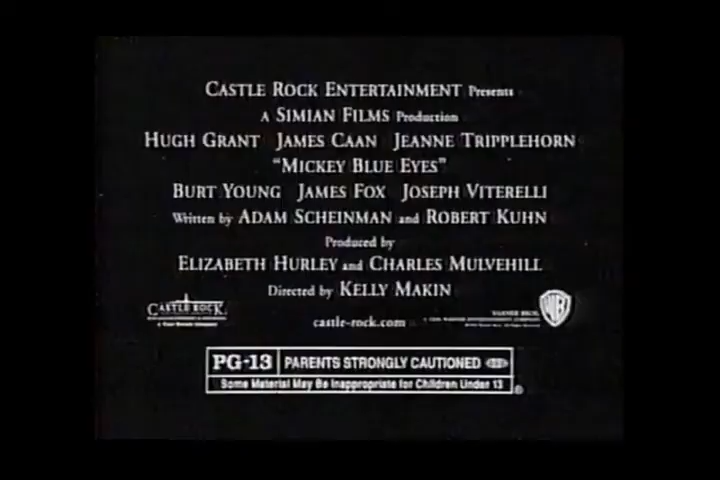 CASTLE ROCK ENTERTAINMENT Presents
A SIMIAN FILMS Production
HUGH GRANT JAMES CAAN JEANNE TRIPPLEHORN
"MICKEY BLUE EYES"
BURT YOUNG JAMES FOX JOSEPH VITERELLI
Written by ADAM SCHEINMAN and ROBERT KUHN
Produced by
ELIZABETH HURLEY and CHARLES MULVEHILL
Directed by KELLY MAKIN
CASTLE ROCK
castle-rock.com
WARNER BROS.
WB
PG-13 PARENTS STRONGLY CAUTIONED
Some Material May Be Inappropriate for Children Under 13
®